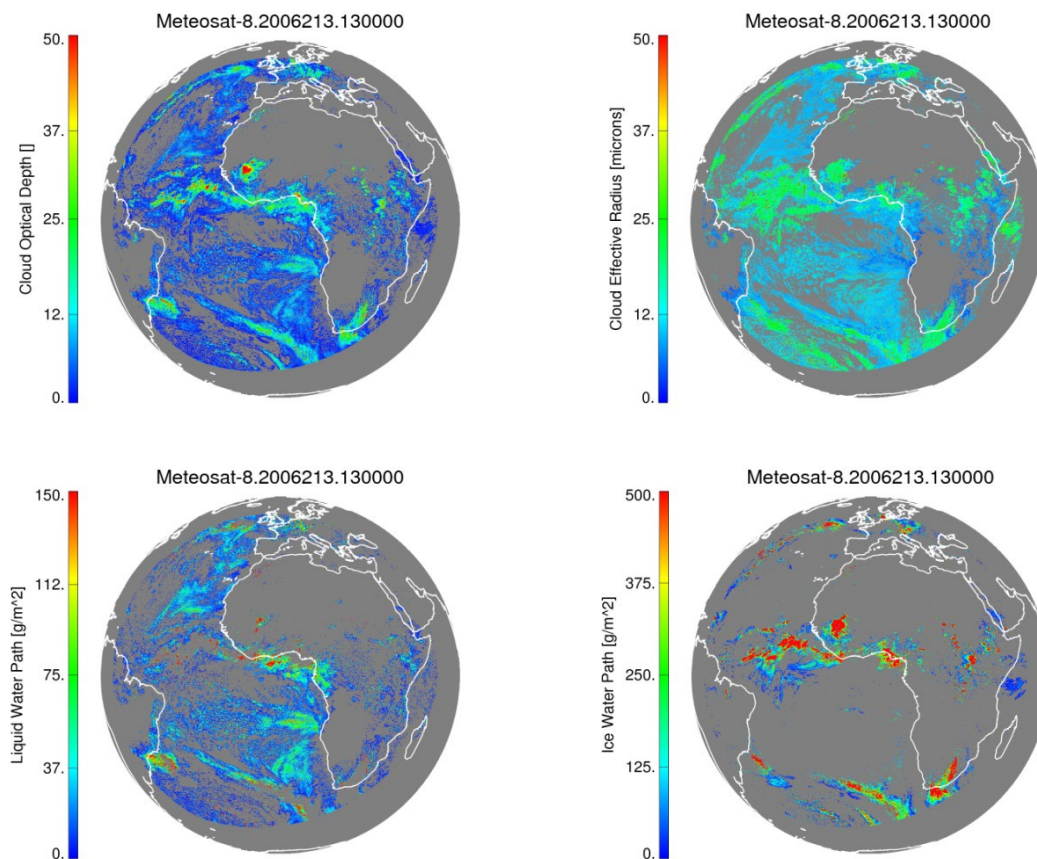 Meteosat-8.2006213.130000
50.
37.
25.
12.
0.
Cloud Optical Depth []
Meteosat-8.2006213.130000
50.
37.
25.
12.
0.
Cloud Effective Radius [microns]
Meteosat-8.2006213.130000
150.
112.
75.
37.
0.
Liquid Water Path [g/m^2]
Meteosat-8.2006213.130000
500.
375.
250.
125.
0.
Ice Water Path [g/m^2]